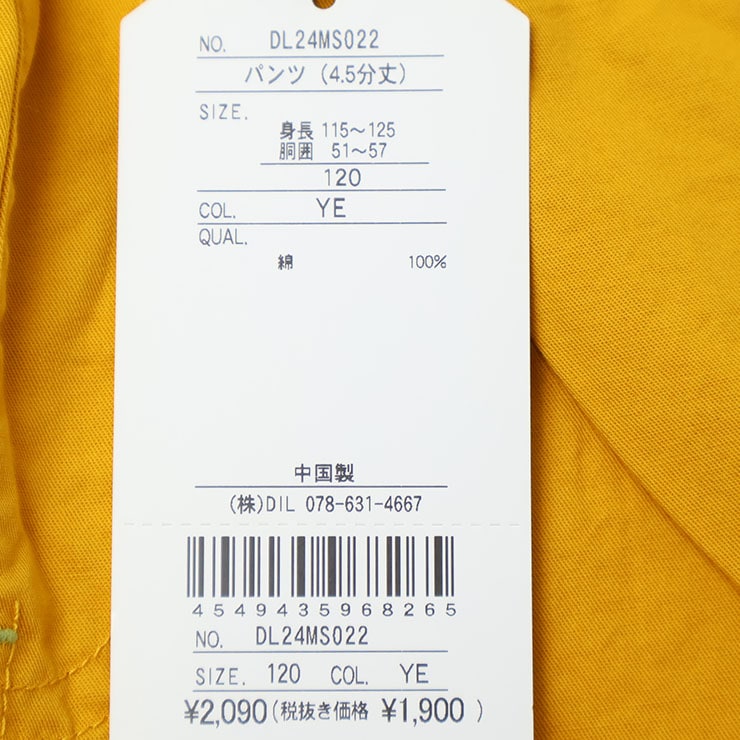 NO. DL24MS022
パンツ (4.5分丈)
SIZE.
身長 115～125
胴囲 51～57
120
COL. YE
QUAL.
綿 100%
中国製
(株)DIL 078-631-4667
4549435968265
NO. DL24MS022
SIZE. 120 COL. YE
¥2,090(税抜き価格 ¥1,900 )